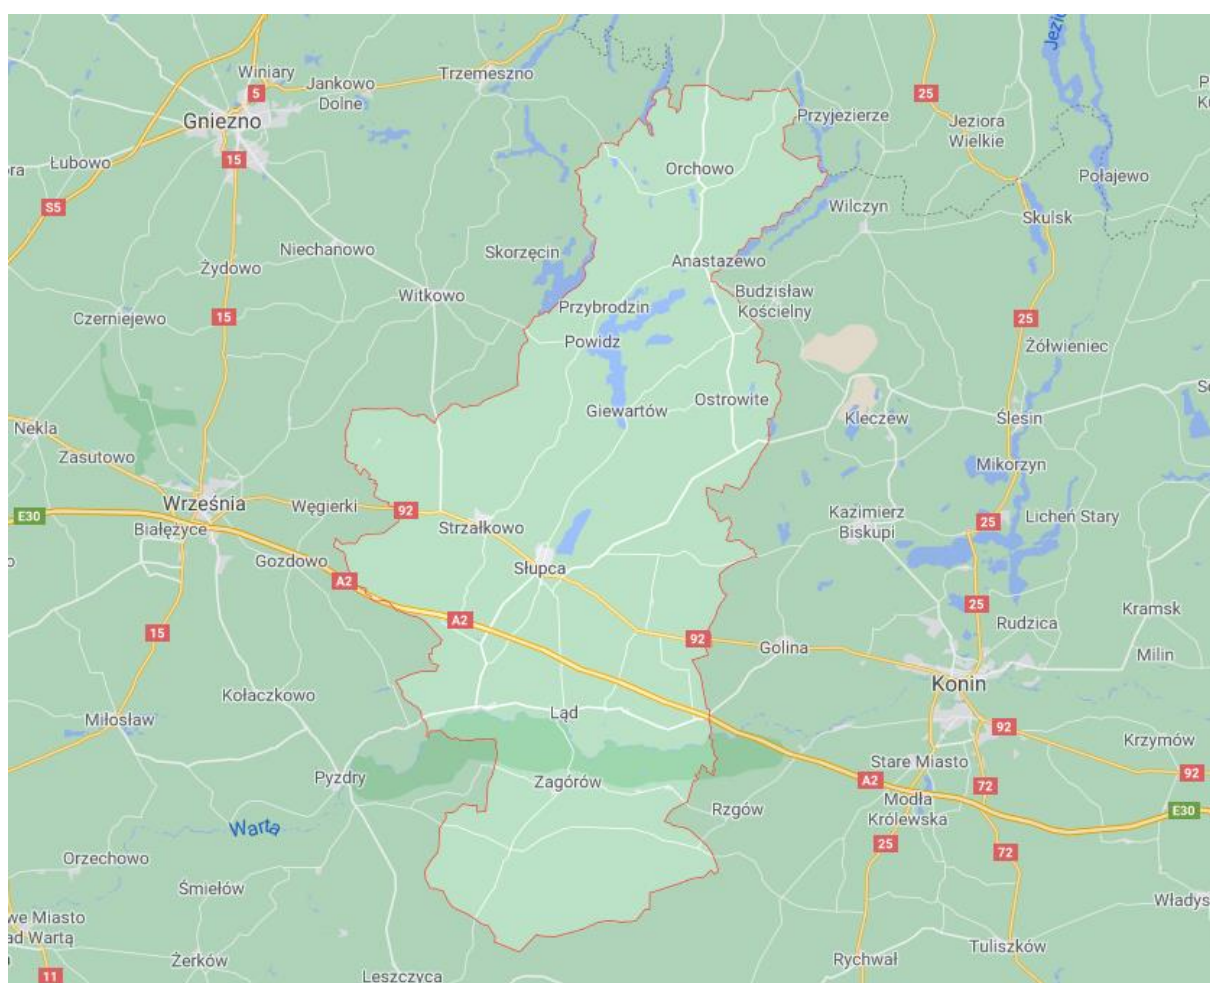 Winiary
Jankowo
Dolne
Trzemeszno
5
Gniezno
25
Przyjezierze
Jeziora
Wielkie
Łubowo
15
Orchowo
Połajewo
S5
Wilczyn
Skulsk
Niechanowo
Skorzęcin
Żydowo
Anastazewo
Witkowo
Budzisław
Kościelny
Czerniejewo
15
Przybrodzin
25
Powidz
Żółwieniec
Ostrowite
Giewartów
Kleczew
Ślesin
Nekla
Zasutowo
Mikorzyn
Września
Węgierki
92
E30
Białężyce
Strzałkowo
Kazimierz
Biskupi
25
Licheń Stary
Gozdowo
A2
Słupca
25
Kramsk
Rudzica
15
A2
92
Golina
Milin
Konin
Kołaczkowo
Miłosław
Ląd
92
Krzymów
Stare Miasto
92
Pyzdry
Zagórów
A2
72
Modła
Królewska
Rzgów
E30
Warta
25
72
Orzechowo
Śmiełów
Władys
we Miasto
ad Wartą
Żerków
Tuliszków
Rychwał
11
Leszczyca